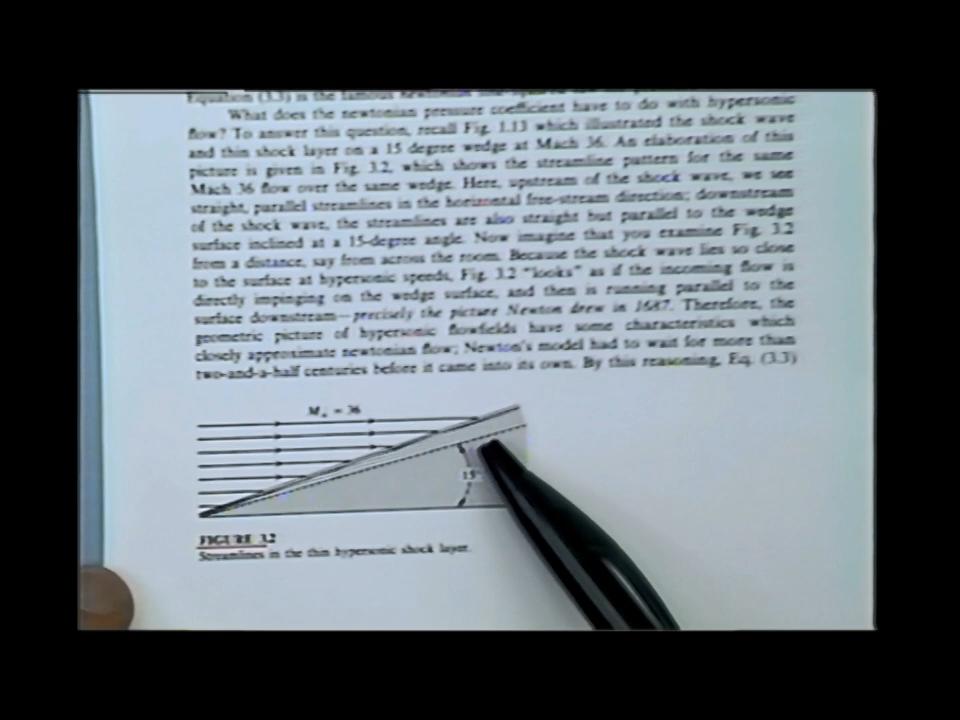 Equation (3.3) is the famous newtonian
What does the newtonian pressure coefficient have to do with hypersonic
flow? To answer this question, recall Fig. 1.13 which illustrated the shock wave
and thin shock layer on a 15 degree wedge at Mach 36. An elaboration of this
picture is given in Fig. 3.2, which shows the streamline pattern for the same
Mach 36 flow over the same wedge. Here, upstream of the shock wave, we see
straight, parallel streamlines in the horizontal free-stream direction; downstream
of the shock wave, the streamlines are also straight but parallel to the wedge
surface inclined at a 15-degree angle. Now imagine that you examine Fig. 3.2
from a distance, say from across the room. Because the shock wave lies so close
to the surface at hypersonic speeds, Fig. 3.2 "looks" as if the incoming flow is
directly impinging on the wedge surface, and then is running parallel to the
surface downstream—precisely the picture Newton drew in 1687. Therefore, the
geometric picture of hypersonic flowfields have some characteristics which
closely approximate newtonian flow; Newton's model had to wait for more than
two-and-a-half centuries before it came into its own. By this reasoning, Eq. (3.3)
M∞ = 36
15°
FIGURE 3.2
Streamlines in the thin hypersonic shock layer.